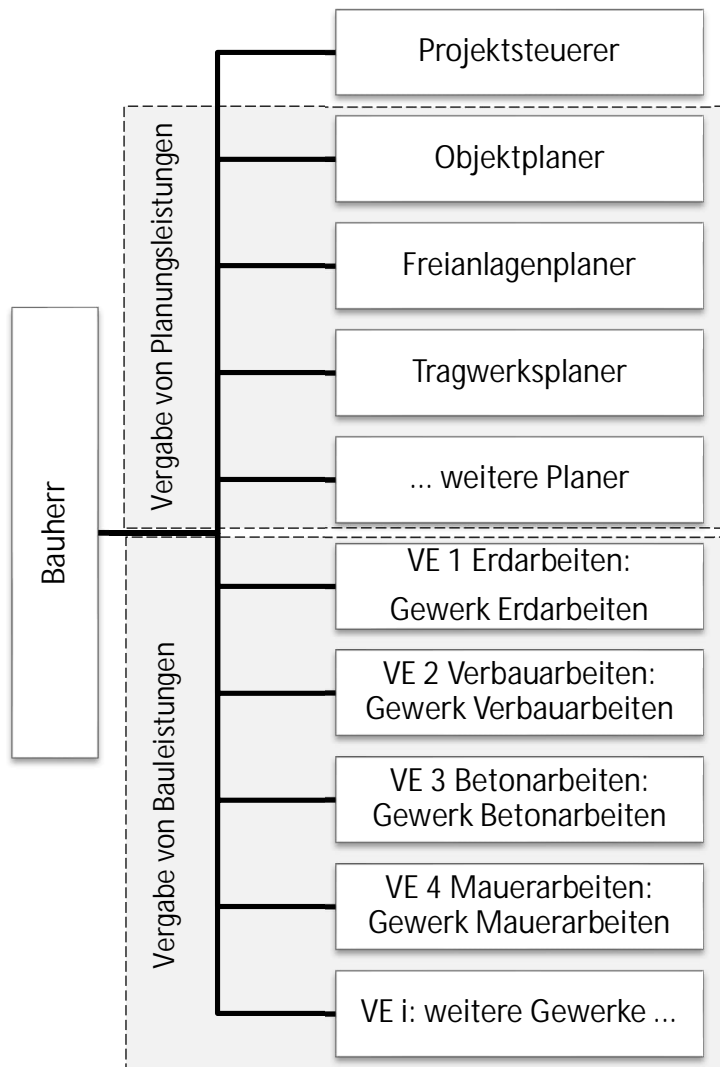 Projektsteuerer
Vergabe von Planungsleistungen
Objektplaner
Freianlagenplaner
Tragwerksplaner
... weitere Planer
Bauherr
Vergabe von Bauleistungen
VE 1 Erdarbeiten:
Gewerk Erdarbeiten
VE 2 Verbauarbeiten:
Gewerk Verbauarbeiten
VE 3 Betonarbeiten:
Gewerk Betonarbeiten
VE 4 Mauerarbeiten:
Gewerk Mauerarbeiten
VE i: weitere Gewerke ...